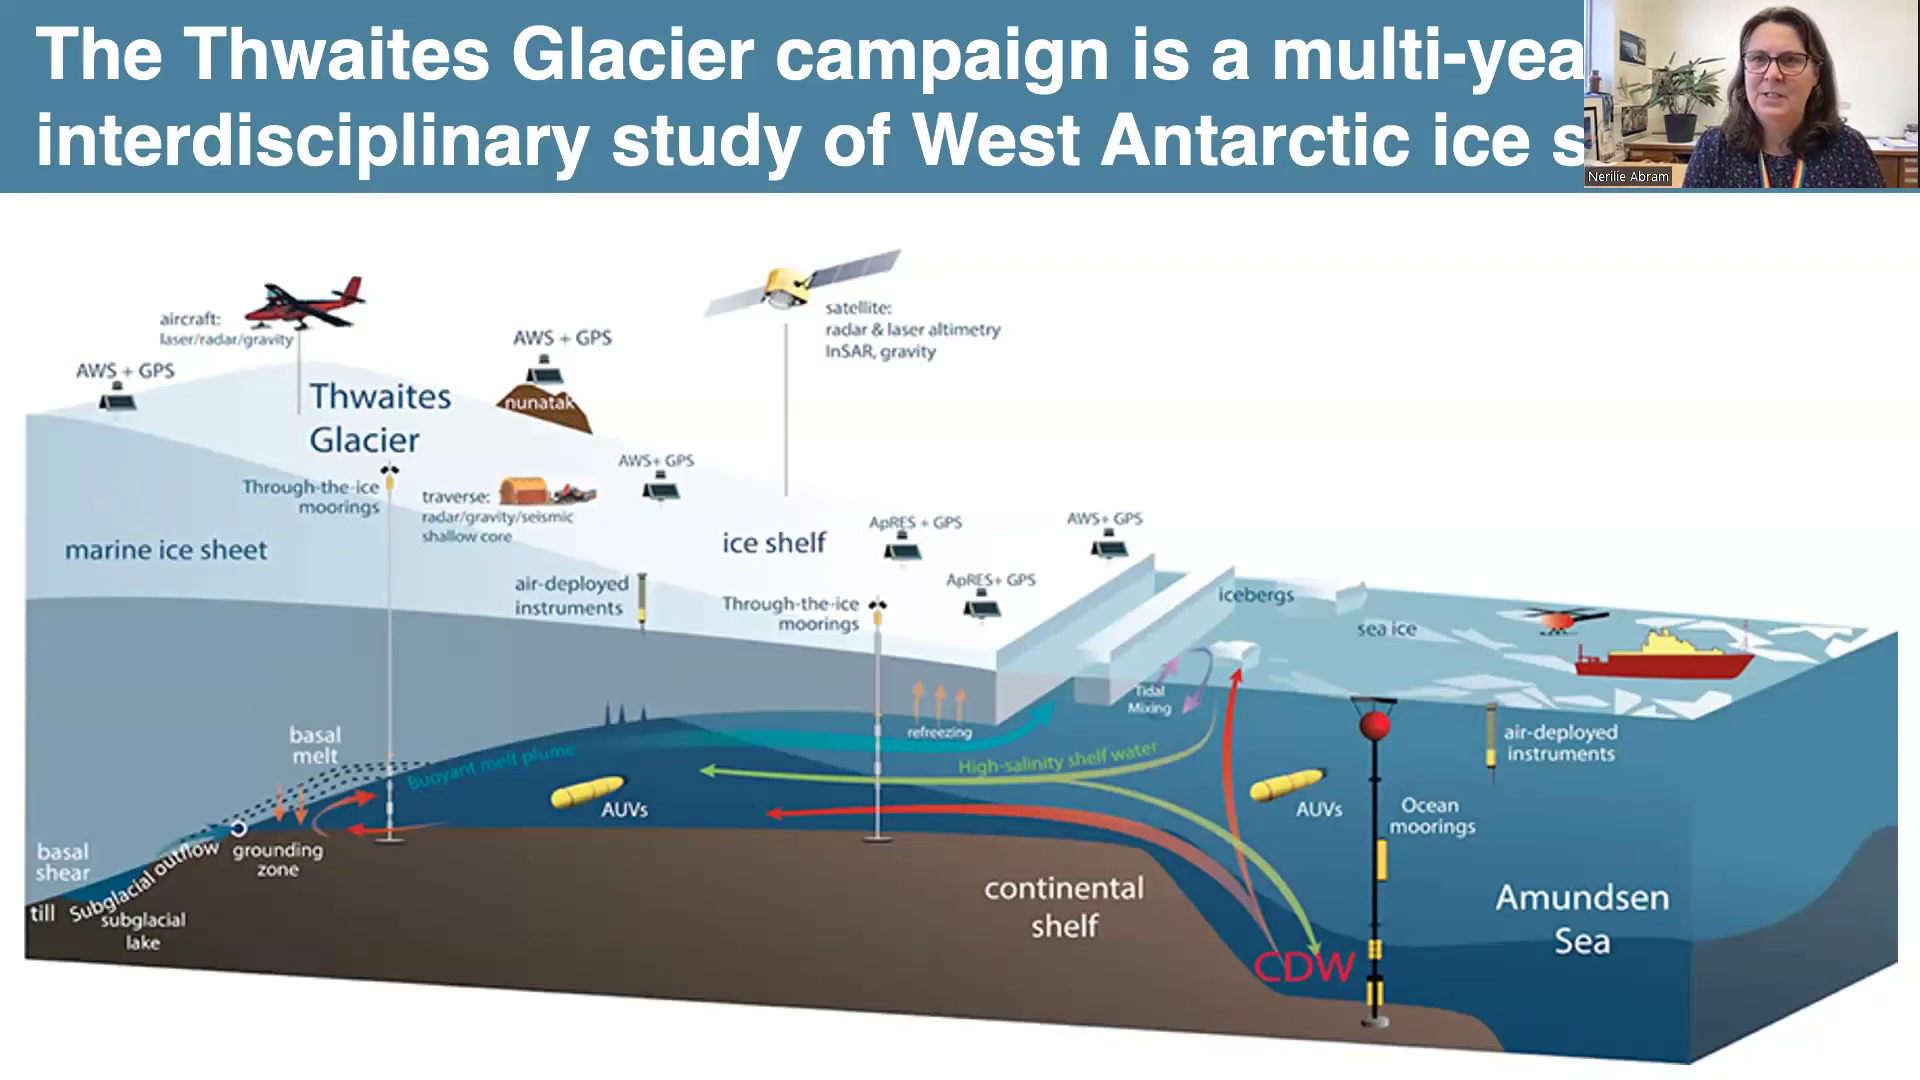 The Thwaites Glacier campaign is a multi-yea
interdisciplinary study of West Antarctic ice s
Nerilie Abram
aircraft:
laser/radar/gravity
AWS + GPS
AWS + GPS
nunatak
satellite:
radar & laser altimetry
InSAR, gravity
Thwaites
Glacier
Through-the-ice
moorings
traverse:
radar/gravity/seismic
shallow core
AWS+ GPS
marine ice sheet
ice shelf
ApRES + GPS
AWS+ GPS
air-deployed
instruments
Through-the-ice
moorings
ApRES+ GPS
icebergs
sea ice
Tidal
Mixing
refreezing
basal
melt
Buoyant melt plume
High-salinity shelf water
air-deployed
instruments
AUVs
AUVs
Ocean
moorings
basal
shear
grounding
zone
till
Subglacial outflow
subglacial
lake
continental
shelf
CDW
Amundsen
Sea